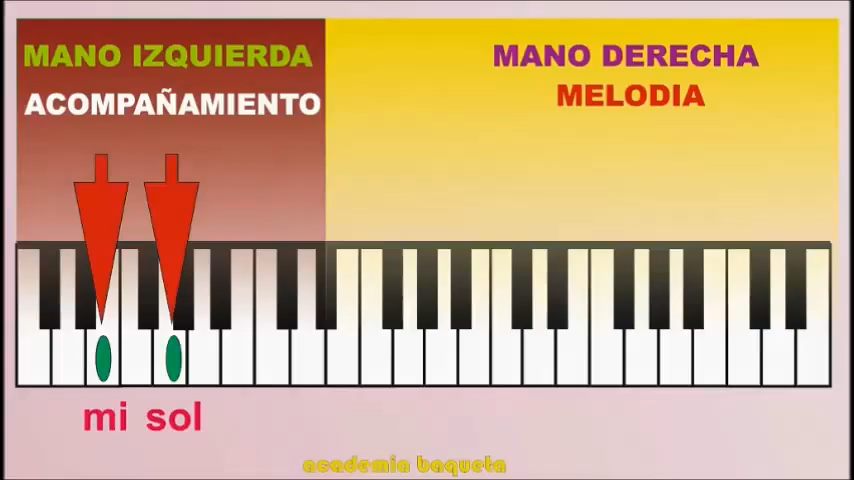 MANO IZQUIERDA
ACOMPAÑAMIENTO
MANO DERECHA
MELODIA
mi sol
academia baqueta